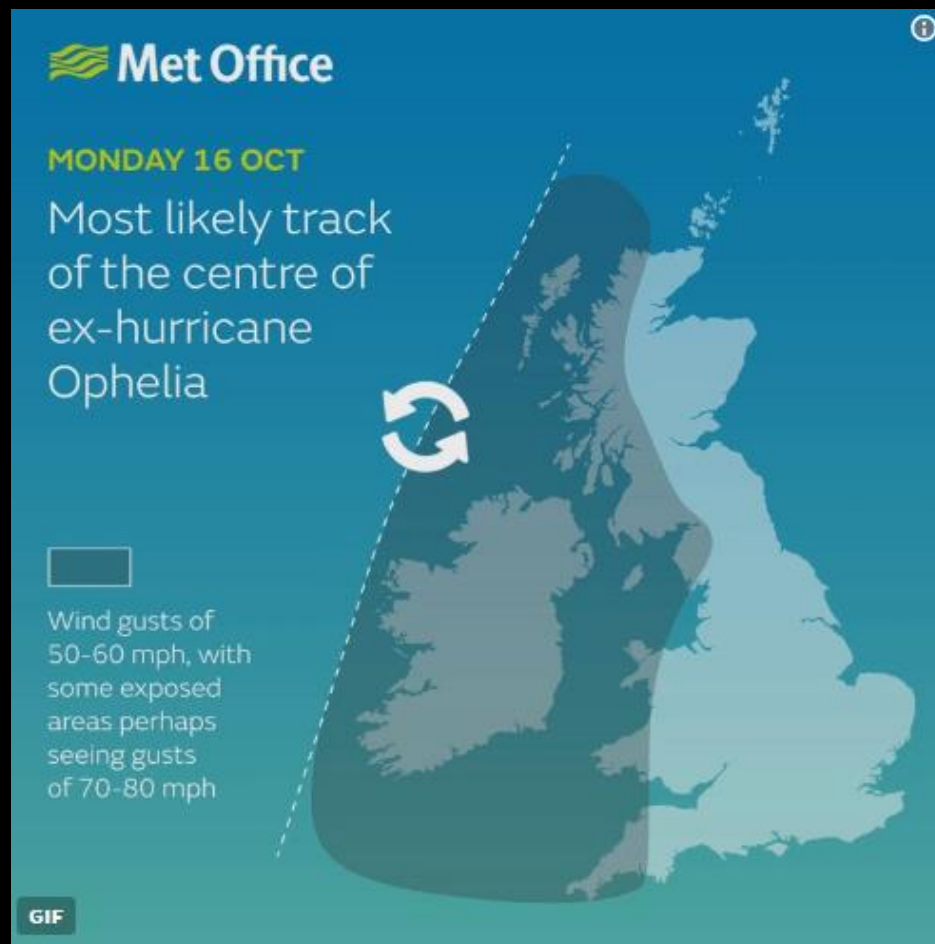 Met Office
MONDAY 16 OCT
Most likely track
of the centre of
ex-hurricane
Ophelia
Wind gusts of
50-60 mph, with
some exposed
areas perhaps
seeing gusts
of 70-80 mph
GIF